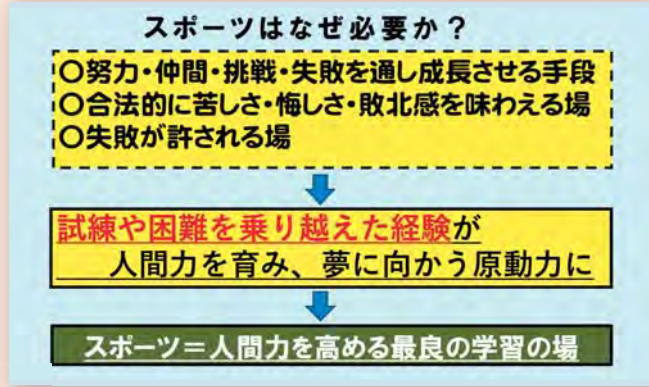 スポーツはなぜ必要か？
○努力・仲間・挑戦・失敗を通し成長させる手段
○合法的に苦しさ・悔しさ・敗北感を味わえる場
○失敗が許される場
試練や困難を乗り越えた経験が
人間力を育み、夢に向かう原動力に
スポーツ＝人間力を高める最良の学習の場